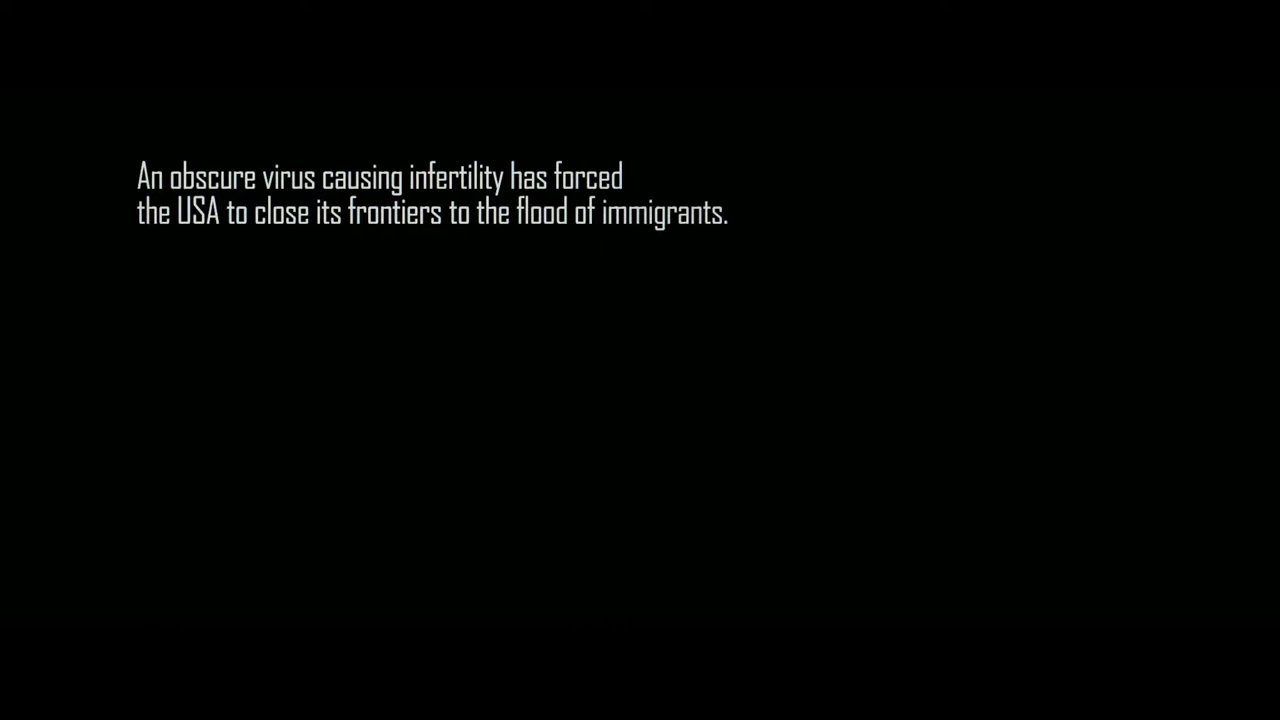 An obscure virus causing infertility has forced
the USA to close its frontiers to the flood of immigrants.